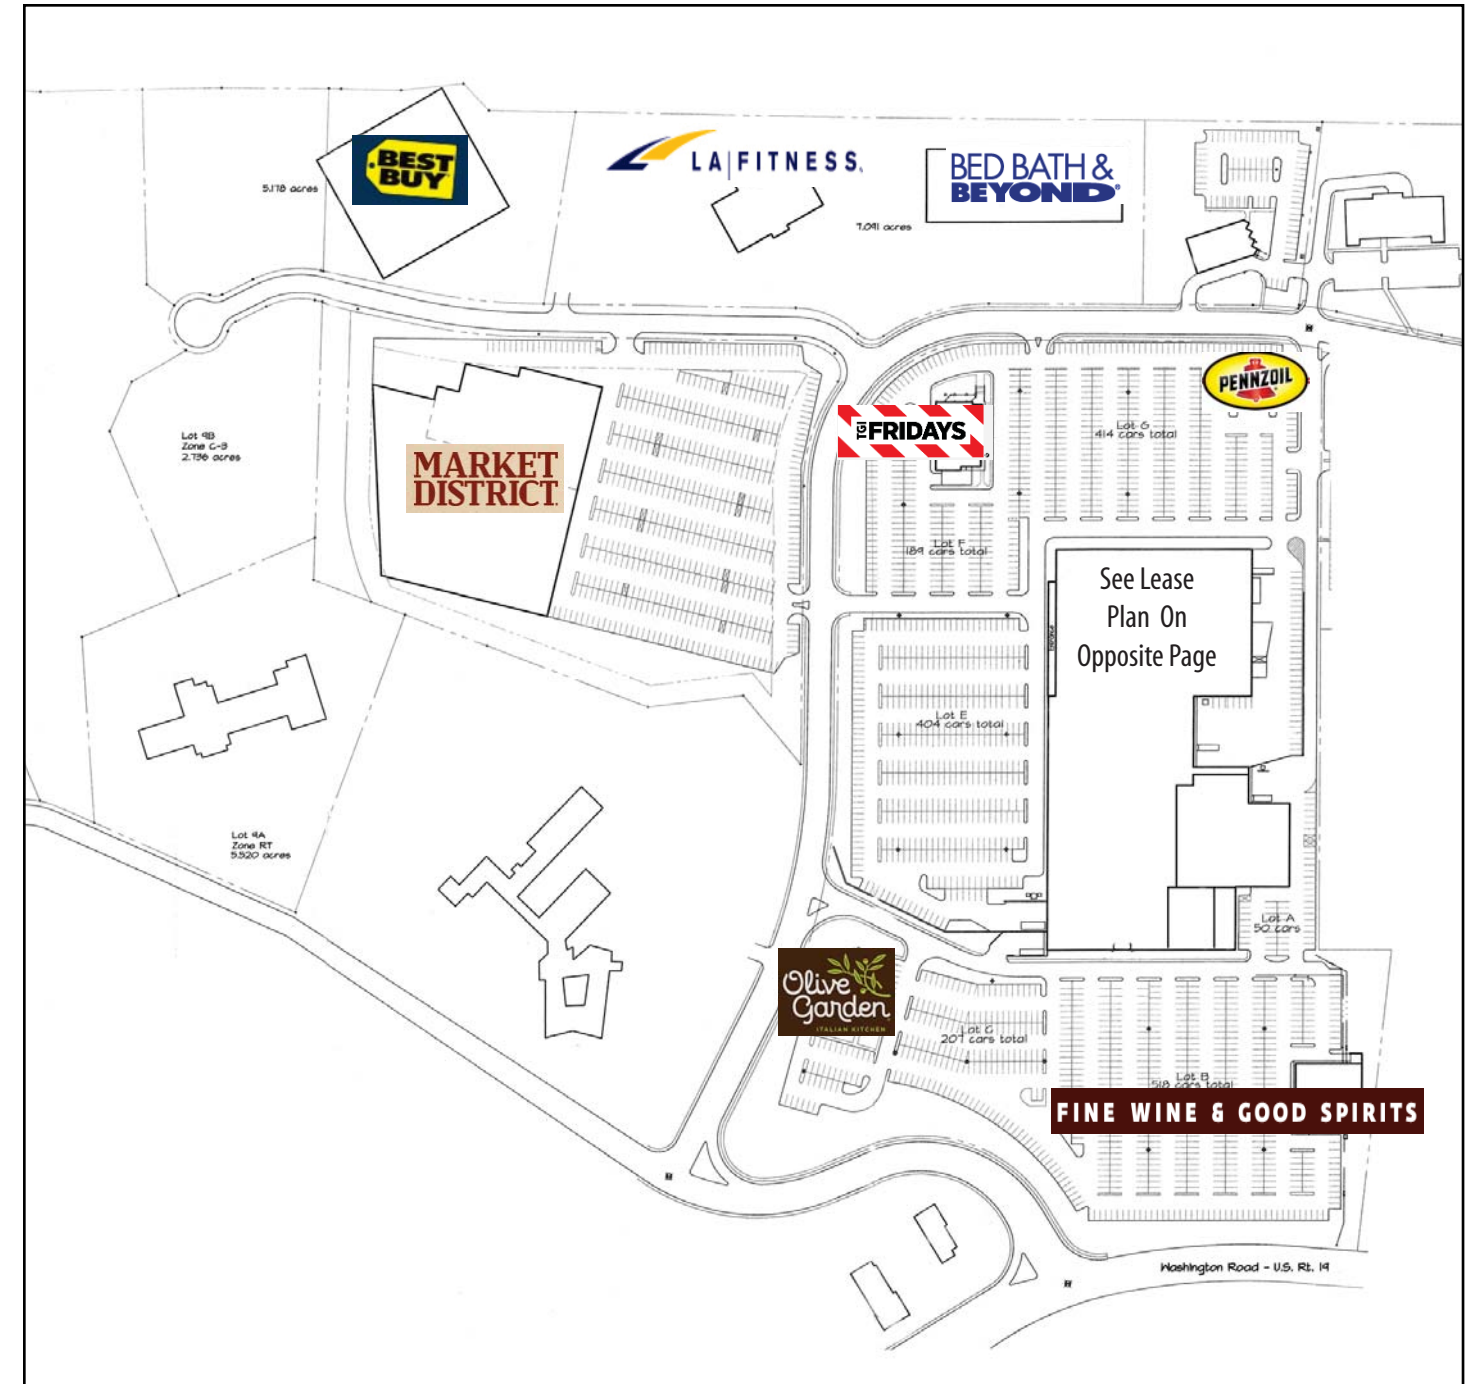 BEST
BUY
5.178 acres
LA|FITNESS.
BED BATH &
BEYOND
7.091 acres
PENNZOIL
TGI FRIDAYS
Lot G
414 cars total
Lot 9B
Zone C-3
2.736 acres
MARKET
DISTRICT
Lot F
189 cars total
See Lease
Plan On
Opposite Page
Lot E
404 cars total
Lot 9A
Zone RT
5.520 acres
Lot A
50 cars
Olive
Garden
ITALIAN KITCHEN
Lot C
207 cars total
Lot B
518 cars total
FINE WINE & GOOD SPIRITS
Washington Road - U.S. Rt. 19